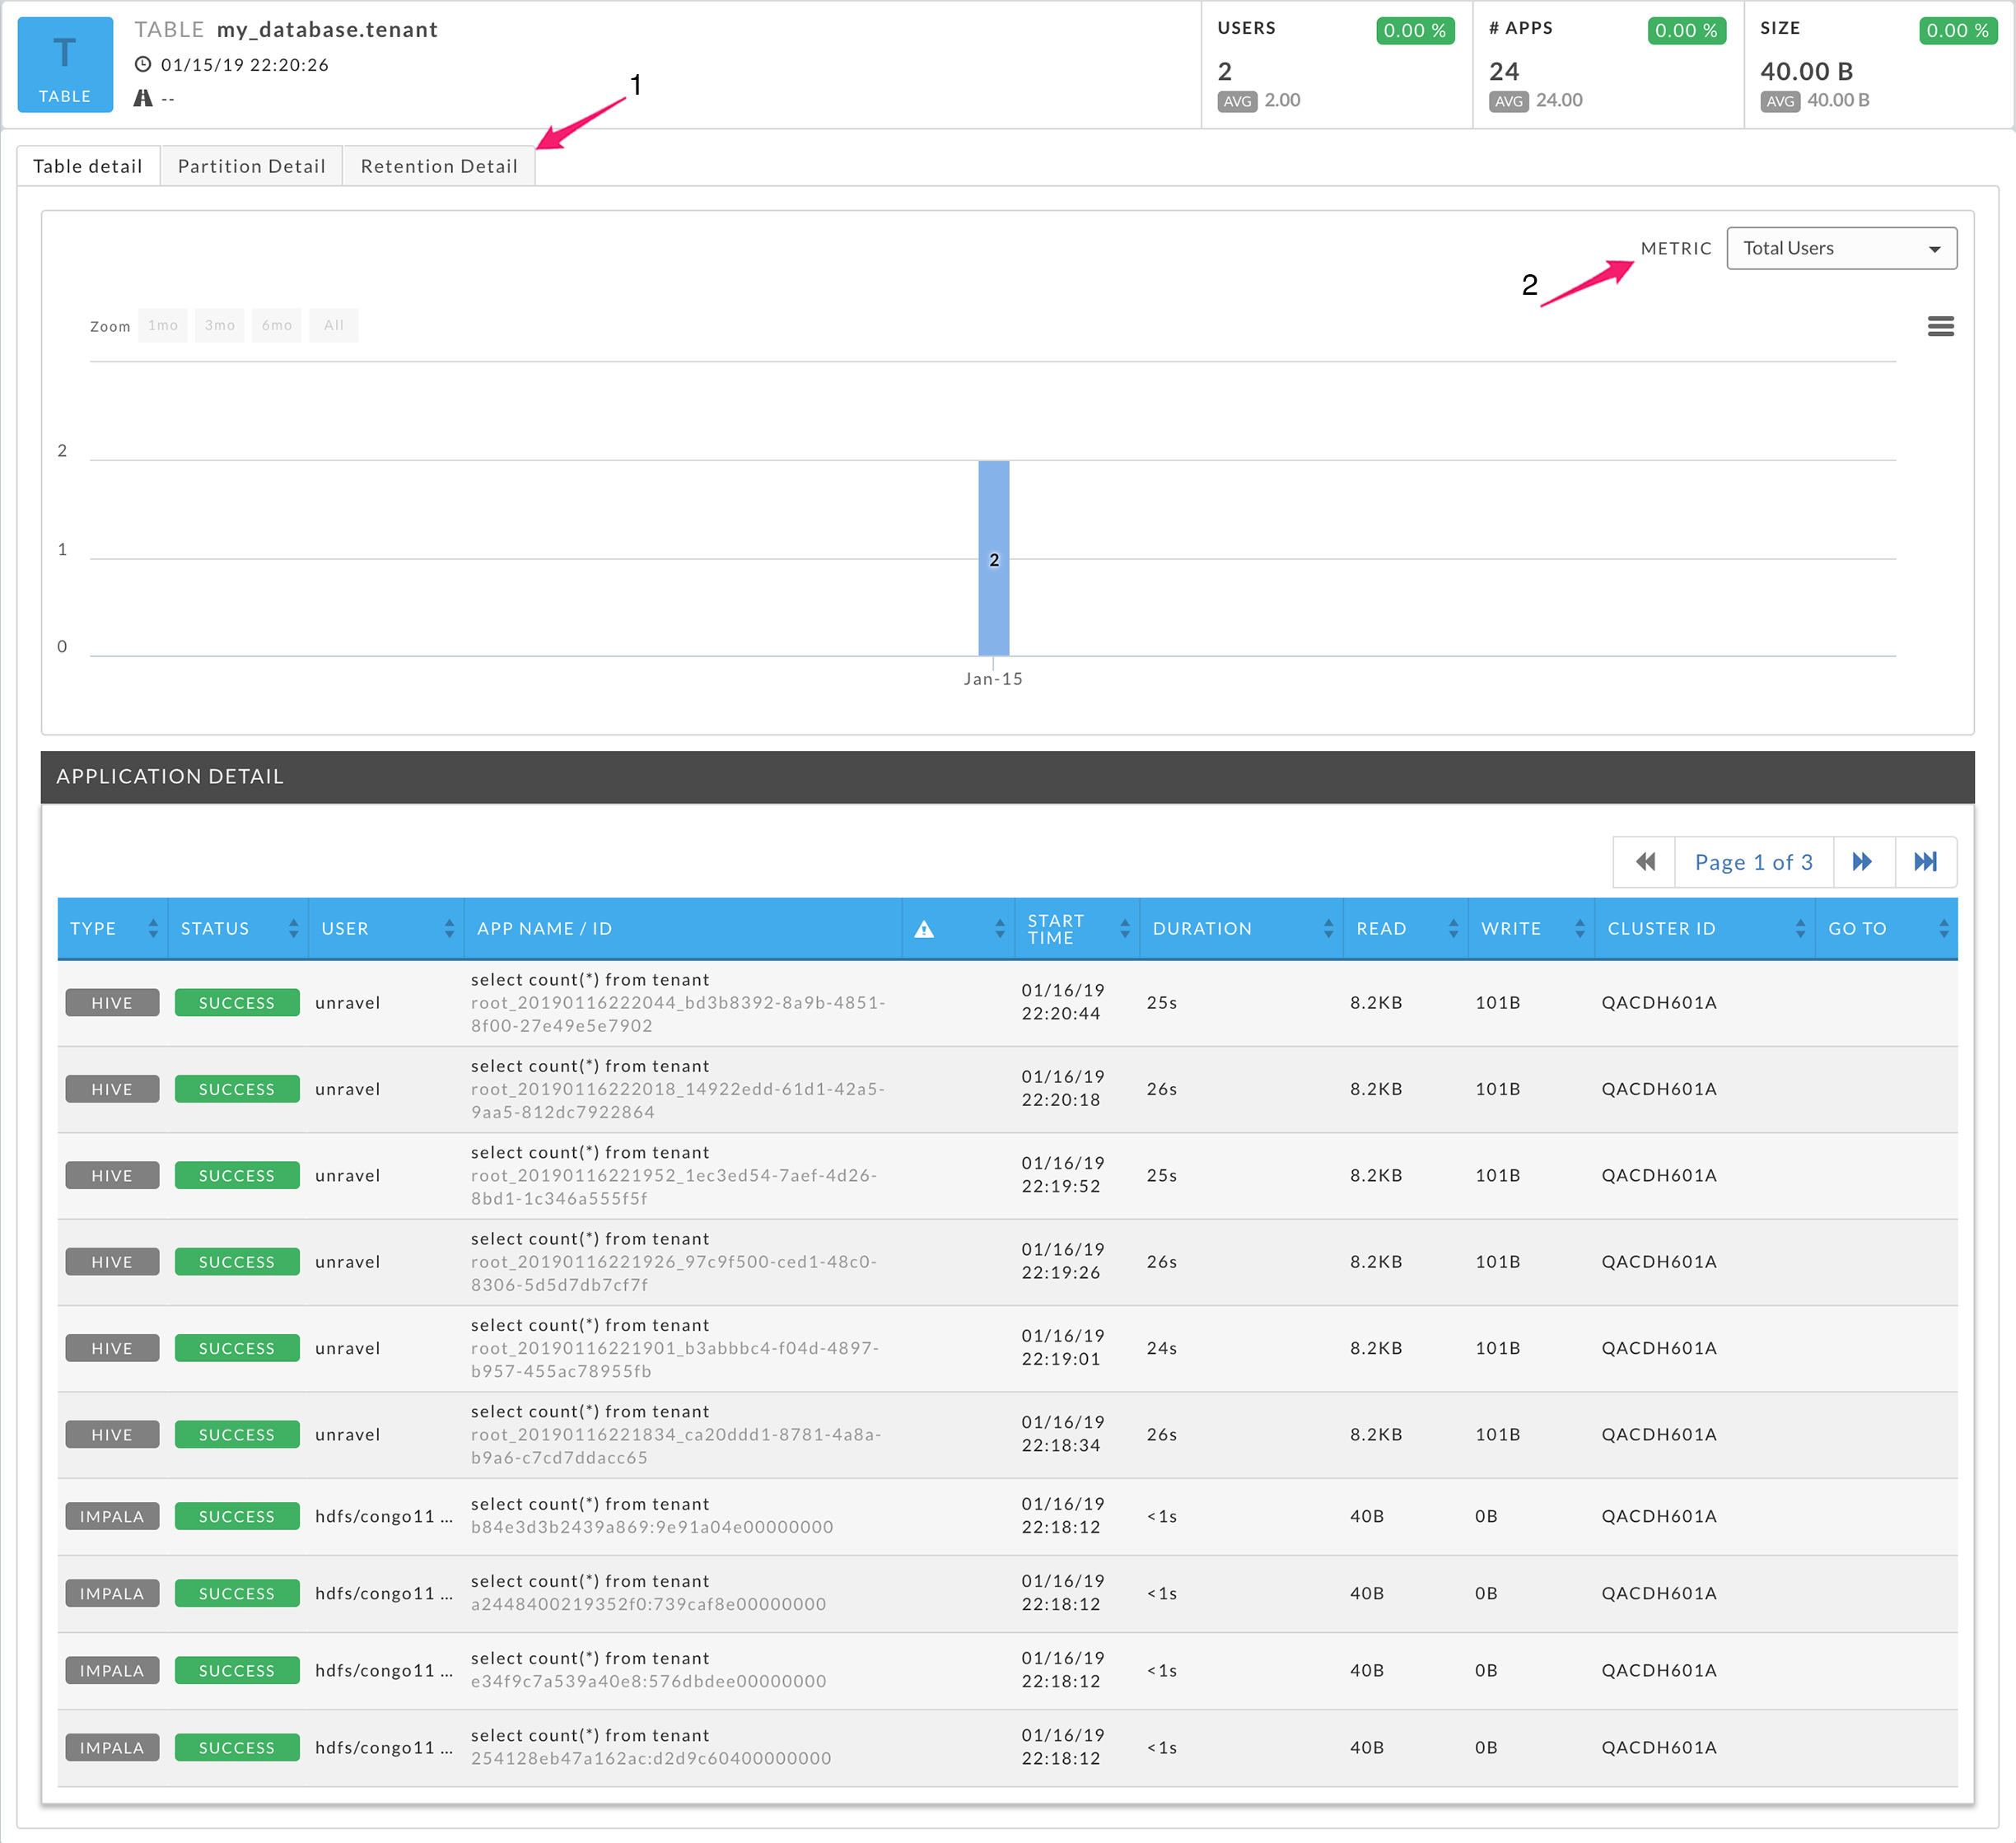 T
TABLE
TABLE my_database.tenant
01/15/19 22:20:26
--
USERS 0.00 %
2
AVG 2.00
# APPS 0.00 %
24
AVG 24.00
SIZE 0.00 %
40.00 B
AVG 40.00 B
1
Table detail Partition Detail Retention Detail
METRIC Total Users
2
Zoom 1mo 3mo 6mo All
2
1
2
0
Jan-15
APPLICATION DETAIL
Page 1 of 3
TYPE STATUS USER APP NAME / ID START TIME DURATION READ WRITE CLUSTER ID GO TO
HIVE SUCCESS unravel select count(*) from tenant
root_20190116222044_bd3b8392-8a9b-4851-
8f00-27e49e5e7902
01/16/19
22:20:44
25s 8.2KB 101B QACDH601A
HIVE SUCCESS unravel select count(*) from tenant
root_20190116222018_14922edd-61d1-42a5-
9aa5-812dc7922864
01/16/19
22:20:18
26s 8.2KB 101B QACDH601A
HIVE SUCCESS unravel select count(*) from tenant
root_20190116221952_1ec3ed54-7aef-4d26-
8bd1-1c346a555f5f
01/16/19
22:19:52
25s 8.2KB 101B QACDH601A
HIVE SUCCESS unravel select count(*) from tenant
root_20190116221926_97c9f500-ced1-48c0-
8306-5d5d7db7cf7f
01/16/19
22:19:26
26s 8.2KB 101B QACDH601A
HIVE SUCCESS unravel select count(*) from tenant
root_20190116221901_b3abbbc4-f04d-4897-
b957-455ac78955fb
01/16/19
22:19:01
24s 8.2KB 101B QACDH601A
HIVE SUCCESS unravel select count(*) from tenant
root_20190116221834_ca20ddd1-8781-4a8a-
b9a6-c7cd7ddacc65
01/16/19
22:18:34
26s 8.2KB 101B QACDH601A
IMPALA SUCCESS hdfs/congo11 ... select count(*) from tenant
b84e3d3b2439a869:9e91a04e00000000
01/16/19
22:18:12
<1s 40B 0B QACDH601A
IMPALA SUCCESS hdfs/congo11 ... select count(*) from tenant
a2448400219352f0:739caf8e00000000
01/16/19
22:18:12
<1s 40B 0B QACDH601A
IMPALA SUCCESS hdfs/congo11 ... select count(*) from tenant
e34f9c7a539a40e8:576dbdee00000000
01/16/19
22:18:12
<1s 40B 0B QACDH601A
IMPALA SUCCESS hdfs/congo11 ... select count(*) from tenant
254128eb47a162ac:d2d9c60400000000
01/16/19
22:18:12
<1s 40B 0B QACDH601A